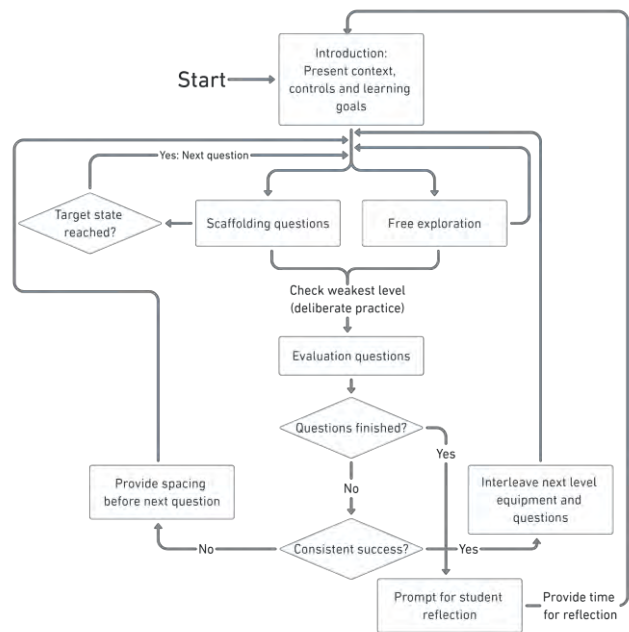 Introduction:
Present context,
controls and learning
goals
Start
Yes: Next question
Target state
reached?
Scaffolding questions
Free exploration
Check weakest level
(deliberate practice)
Evaluation questions
Questions finished?
Yes
No
Provide spacing
before next question
Interleave next level
equipment and
questions
No
Consistent success?
Yes
Prompt for student
reflection
Provide time
for reflection